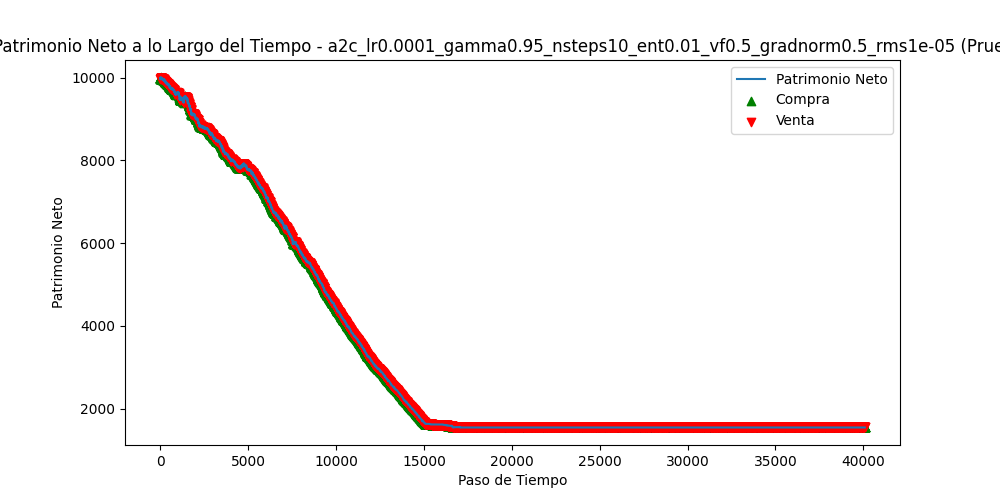 Patrimonio Neto a lo Largo del Tiempo - a2c_lr0.0001_gamma0.95_nsteps10_ent0.01_vf0.5_gradnorm0.5_rms1e-05 (Prue
Patrimonio Neto
Compra
Venta
10000
8000
6000
4000
2000
Patrimonio Neto
0 5000 10000 15000 20000 25000 30000 35000 40000
Paso de Tiempo